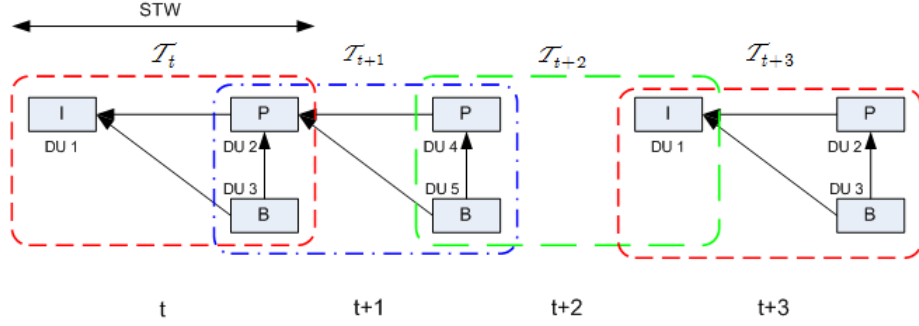 STW
𝒯t 𝒯t+1 𝒯t+2 𝒯t+3
I P P I P
DU 1 DU 2 DU 4 DU 1 DU 2
DU 3 DU 5 DU 3
B B B
t t+1 t+2 t+3